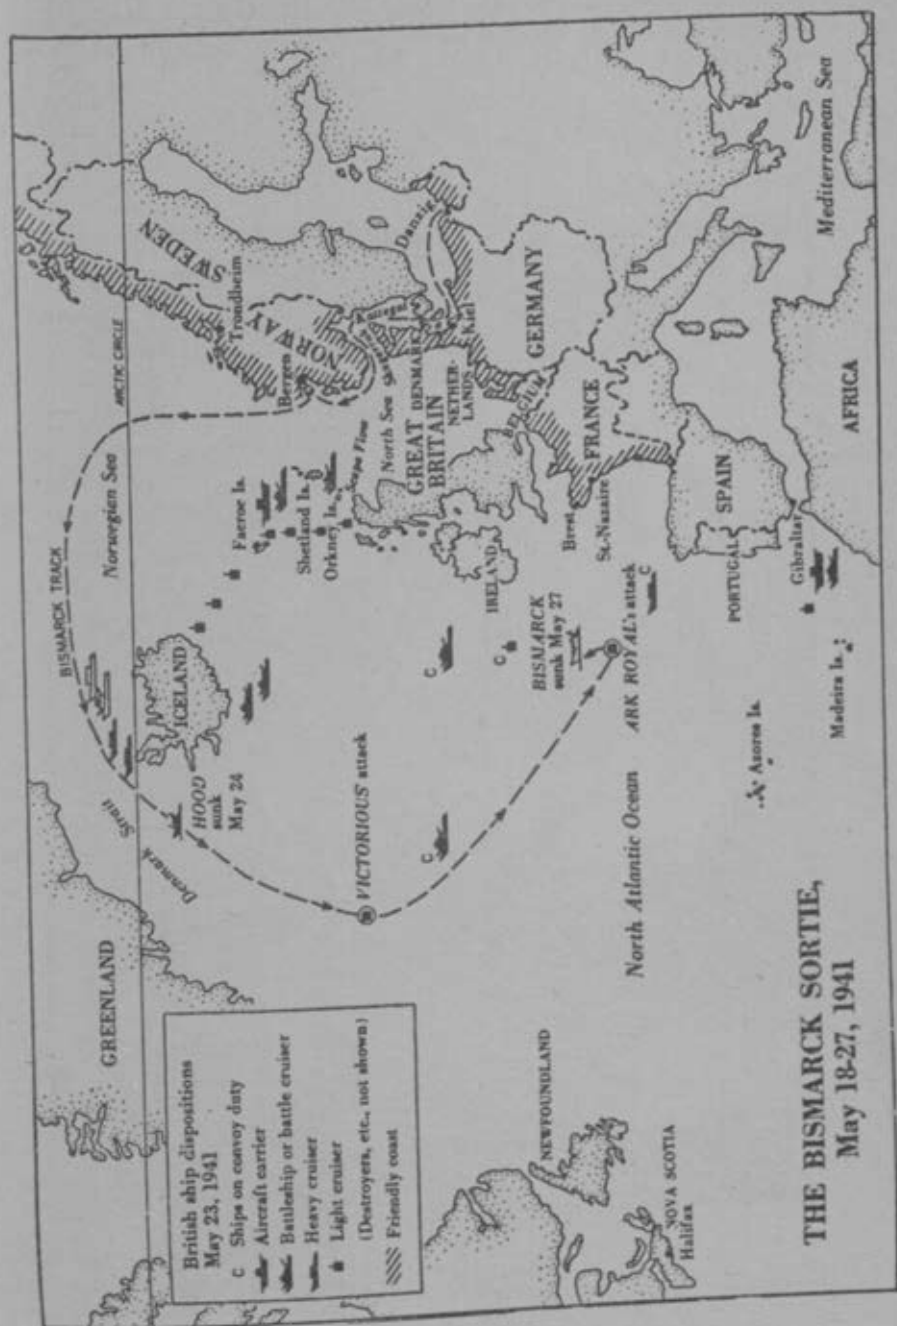 THE BISMARCK SORTIE,
May 18-27, 1941
British ship dispositions
May 23, 1941
C Ships on convoy duty
Aircraft carrier
Battleship or battle cruiser
Heavy cruiser
Light cruiser
(Destroyers, etc., not shown)
Friendly coast
GREENLAND
Denmark
Strait
BISMARCK TRACK
Norwegian Sea
ARCTIC CIRCLE
ICELAND
HOOD
sunk
May 24
VICTORIOUS' attack
Faeroe Is.
Shetland Is.
Orkney Is.
Scapa Flow
Bergen
Trondheim
NORWAY
SWEDEN
North Sea
DENMARK
Danzig
Kiel
GREAT
BRITAIN
NETHER-
LANDS
BELGIUM
GERMANY
IRELAND
C
C
C
C
BISMARCK
sunk May 27
Brest
St.-Nazaire
FRANCE
ARK ROYAL's attack
North Atlantic Ocean
SPAIN
PORTUGAL
Gibraltar
Azores Is.
Madeira Is.
AFRICA
Mediterranean Sea
NEWFOUNDLAND
NOVA SCOTIA
Halifax